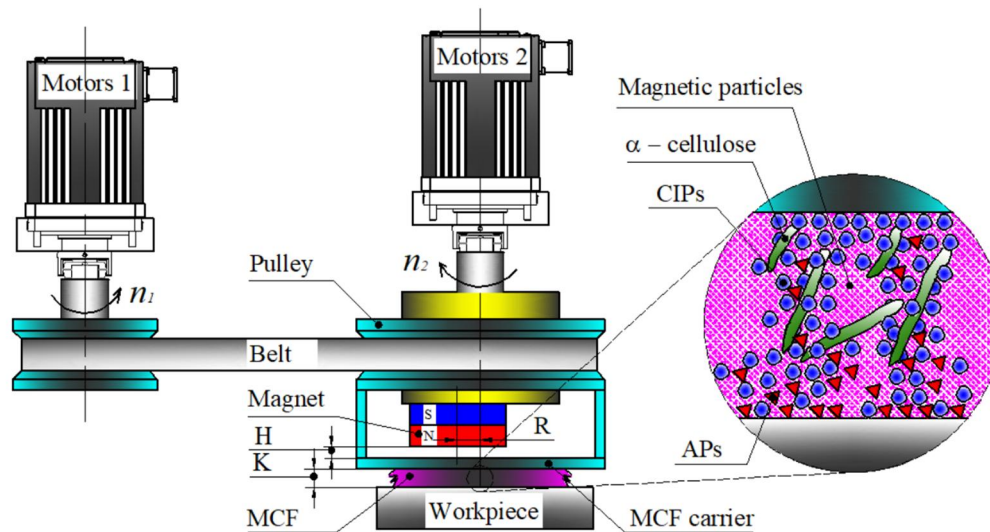 Motors 1
Motors 2
Magnetic particles
α – cellulose
CIPs
n₁
n₂
Pulley
Belt
Magnet
S
N
R
H
K
APs
MCF
Workpiece
MCF carrier